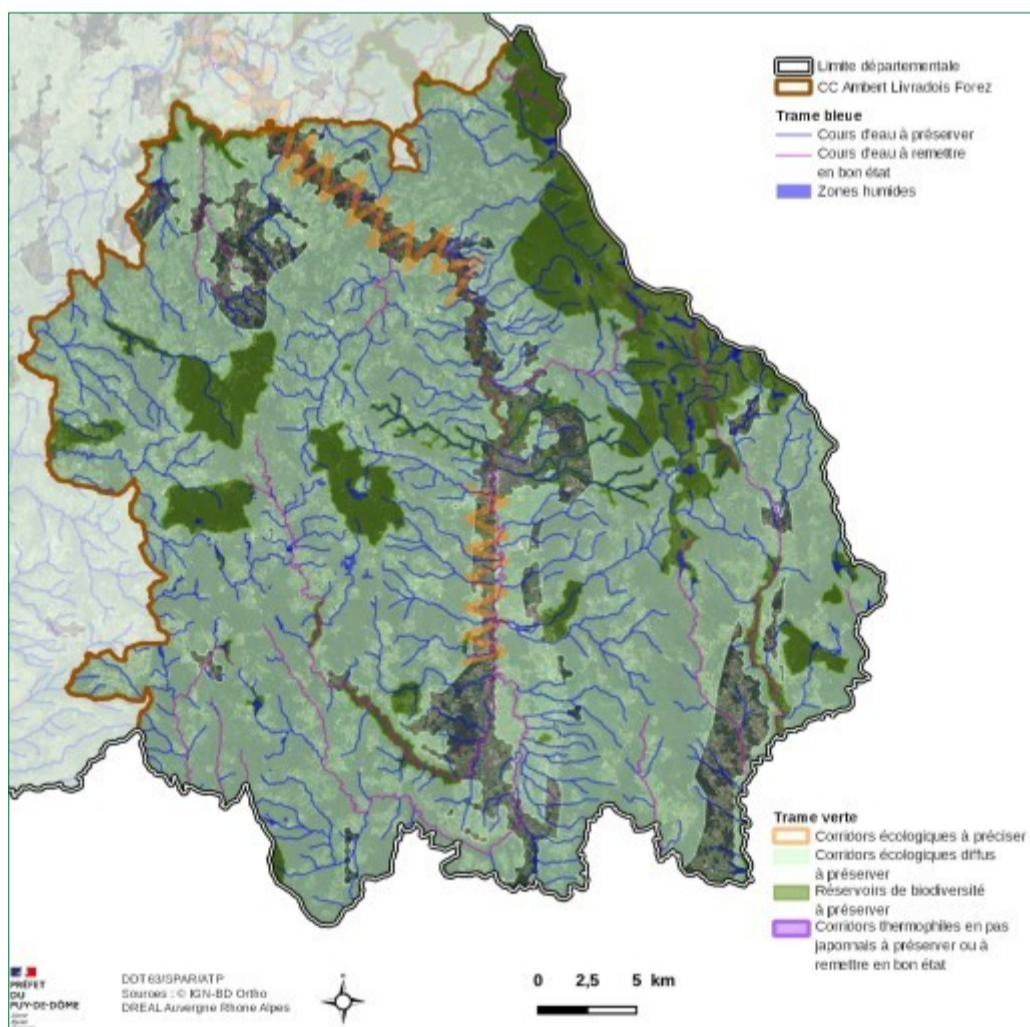 Limite départementale
CC Ambert Livradois Forez
Trame bleue
Cours d'eau à préserver
Cours d'eau à remettre
en bon état
Zones humides
Trame verte
Corridors écologiques à préciser
Corridors écologiques diffus
à préserver
Réservoirs de biodiversité
à préserver
Corridors thermophiles en pas
japonnais à préserver ou à
remettre en bon état
PRÉFET
DU
PUY-DE-DÔME
DDT63/SPAR/ATP
Sources : © IGN-BD Ortho
DREAL Auvergne Rhone Alpes
0 2,5 5 km